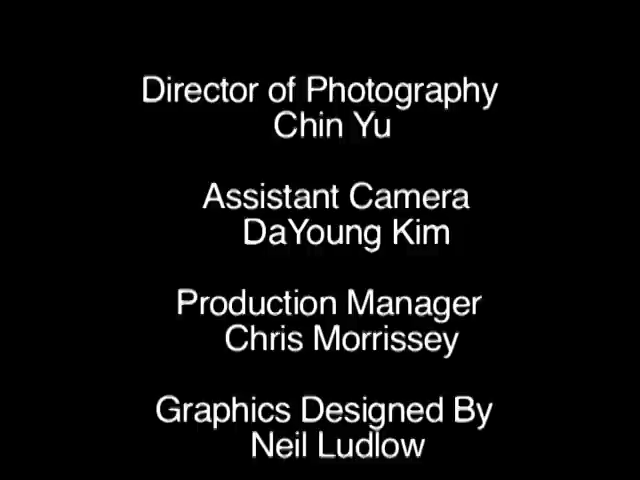 Director of Photography
Chin Yu
Assistant Camera
DaYoung Kim
Production Manager
Chris Morrissey
Graphics Designed By
Neil Ludlow